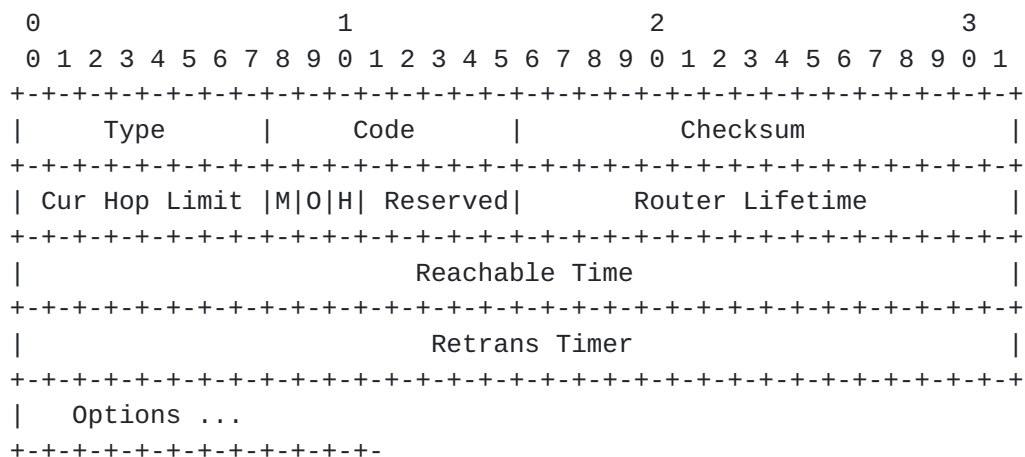 0                   1                   2                   3
 0 1 2 3 4 5 6 7 8 9 0 1 2 3 4 5 6 7 8 9 0 1 2 3 4 5 6 7 8 9 0 1
+-+-+-+-+-+-+-+-+-+-+-+-+-+-+-+-+-+-+-+-+-+-+-+-+-+-+-+-+-+-+-+-+
|     Type      |     Code      |          Checksum             |
+-+-+-+-+-+-+-+-+-+-+-+-+-+-+-+-+-+-+-+-+-+-+-+-+-+-+-+-+-+-+-+-+
| Cur Hop Limit |M|O|H| Reserved|       Router Lifetime         |
+-+-+-+-+-+-+-+-+-+-+-+-+-+-+-+-+-+-+-+-+-+-+-+-+-+-+-+-+-+-+-+-+
|                         Reachable Time                        |
+-+-+-+-+-+-+-+-+-+-+-+-+-+-+-+-+-+-+-+-+-+-+-+-+-+-+-+-+-+-+-+-+
|                          Retrans Timer                        |
+-+-+-+-+-+-+-+-+-+-+-+-+-+-+-+-+-+-+-+-+-+-+-+-+-+-+-+-+-+-+-+-+
|   Options ...
+-+-+-+-+-+-+-+-+-+-+-+-